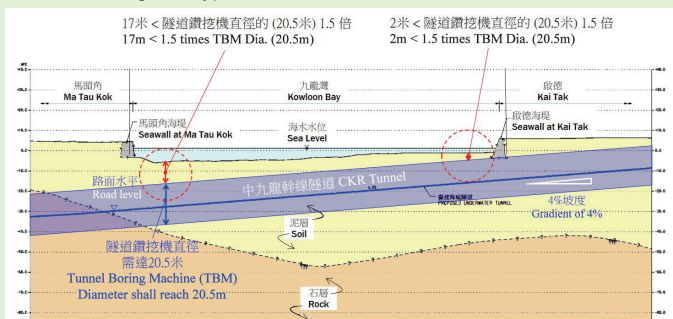 17米 < 隧道鑽挖機直徑的 (20.5米) 1.5 倍
17m < 1.5 times TBM Dia. (20.5m)
2米 < 隧道鑽挖機直徑的 (20.5米) 1.5 倍
2m < 1.5 times TBM Dia. (20.5m)
馬頭角
Ma Tau Kok
九龍灣
Kowloon Bay
啟德
Kai Tak
馬頭角海堤
Seawall at Ma Tau Kok
海水水位
Sea Level
啟德海堤
Seawall at Kai Tak
路面水平
Road level
中九龍幹線隧道 CKR Tunnel
PROPOSED UNDERWATER TUNNEL
4%坡度
Gradient of 4%
泥層
Soil
隧道鑽挖機直徑
需達20.5米
Tunnel Boring Machine (TBM)
Diameter shall reach 20.5m
石層
Rock